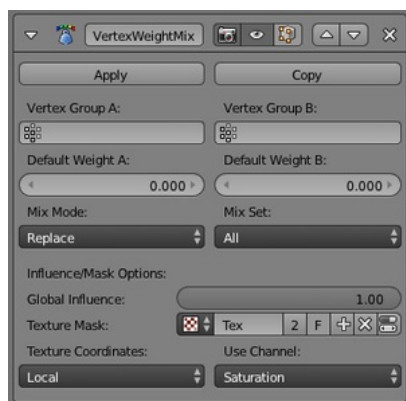 VertexWeightMix
Apply Copy
Vertex Group A: Vertex Group B:
Default Weight A: Default Weight B:
0.000 0.000
Mix Mode: Mix Set:
Replace All
Influence/Mask Options:
Global Influence: 1.00
Texture Mask: Tex 2 F
Texture Coordinates: Use Channel:
Local Saturation